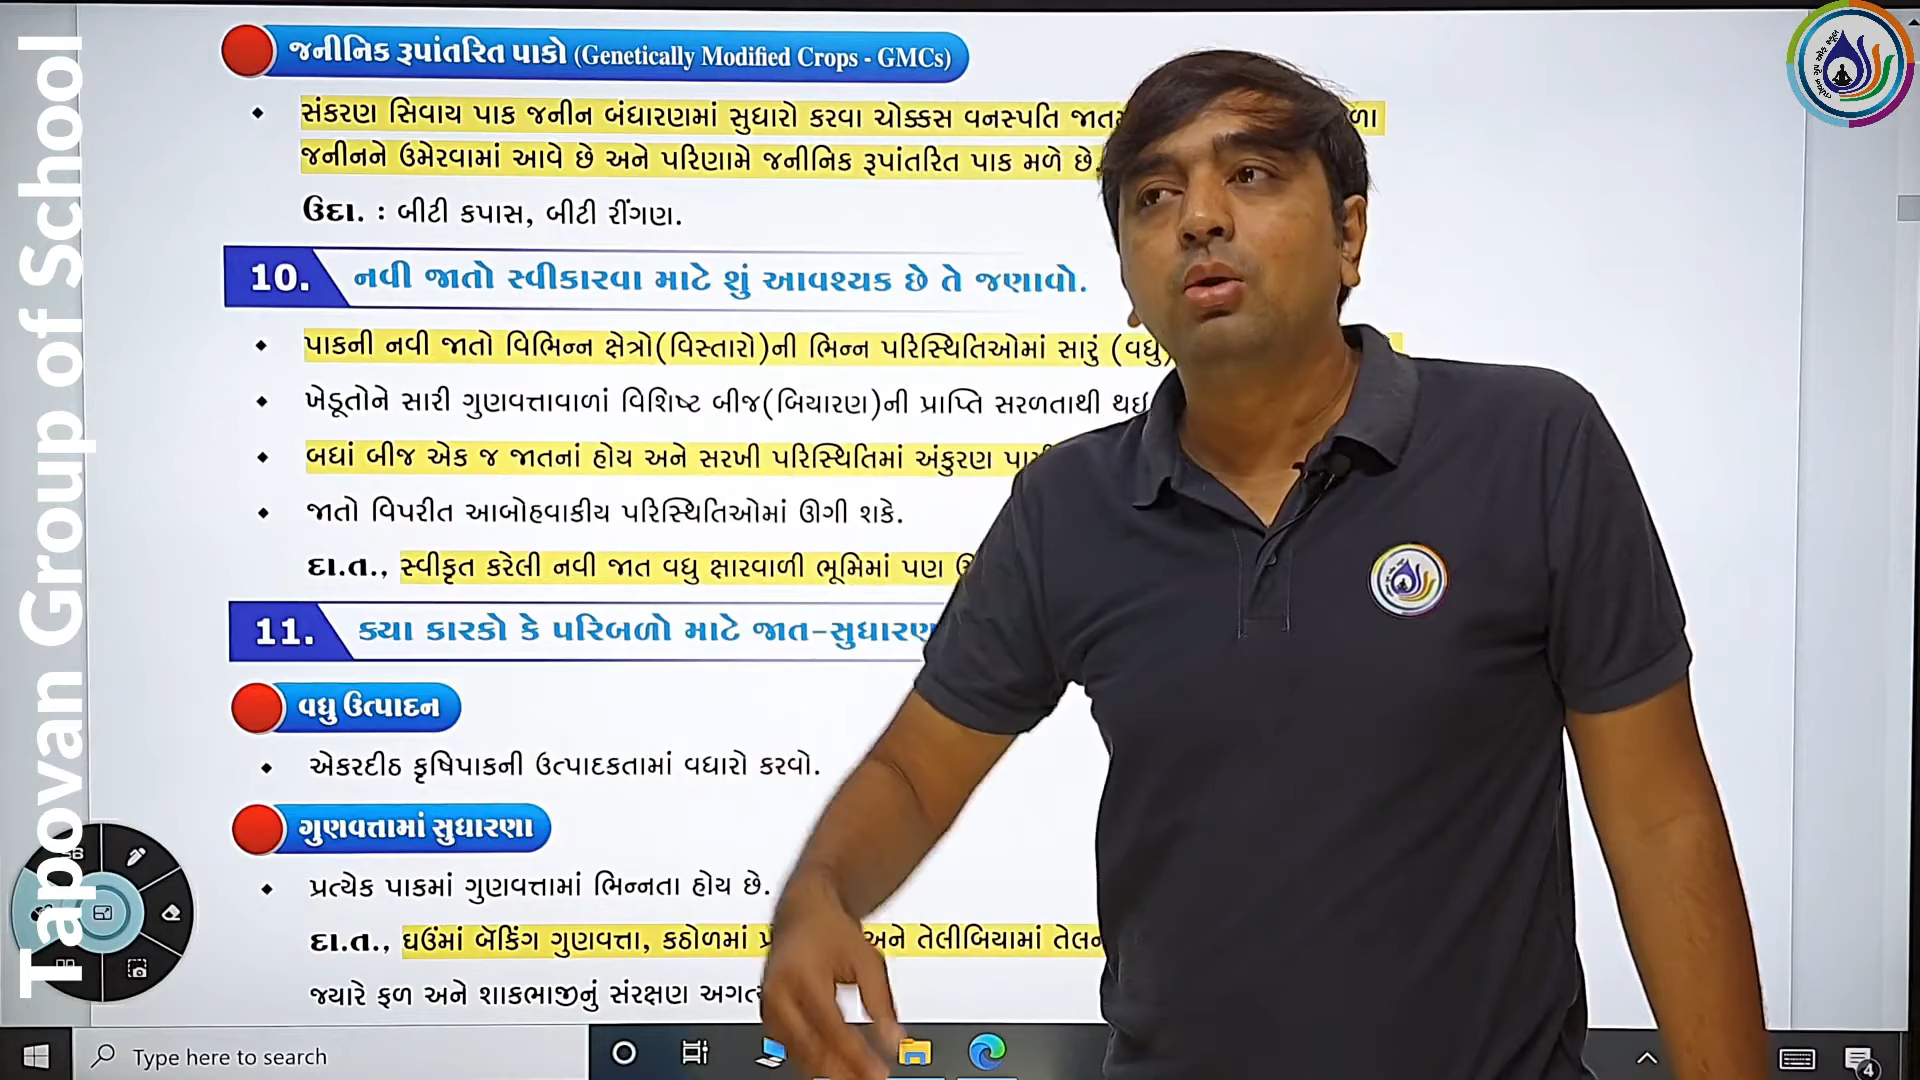 જનીનિક રૂપાંતરિત પાકો (Genetically Modified Crops - GMCs)
સંકરણ સિવાય પાક જનીન બંધારણમાં સુધારો કરવા ચોક્કસ વનસ્પતિ
જનીનને ઉમેરવામાં આવે છે અને પરિણામે જનીનિક રૂપાંતરિત પાક મળે છે.
ઉદા. : બીટી કપાસ, બીટી રીંગણ.
10. નવી જાતો સ્વીકારવા માટે શું આવશ્યક છે તે જણાવો.
પાકની નવી જાતો વિભિન્ન ક્ષેત્રો(વિસ્તારો)ની ભિન્ન પરિસ્થિતિઓમાં સારું (વધુ)
ખેડૂતોને સારી ગુણવત્તાવાળાં વિશિષ્ટ બીજ(બિયારણ)ની પ્રાપ્તિ સરળતાથી
બધાં બીજ એક જ જાતનાં હોય અને સરખી પરિસ્થિતિમાં અંકુરણ
જાતો વિપરીત આબોહવાકીય પરિસ્થિતિઓમાં ઊગી શકે.
દા.ત., સ્વીકૃત કરેલી નવી જાત વધુ ક્ષારવાળી ભૂમિમાં પણ
11. ક્યા કારકો કે પરિબળો માટે જાત-સુધારણ
વધુ ઉત્પાદન
એકરદીઠ કૃષિપાકની ઉત્પાદકતામાં વધારો કરવો.
ગુણવત્તામાં સુધારણા
પ્રત્યેક પાકમાં ગુણવત્તામાં ભિન્નતા હોય છે.
દા.ત., ઘઉંમાં બૅકિંગ ગુણવત્તા, કઠોળમાં અને તેલીબિયામાં
જ્યારે ફળ અને શાકભાજીનું સંરક્ષણ
Type here to search
4
Tapovan Group of School